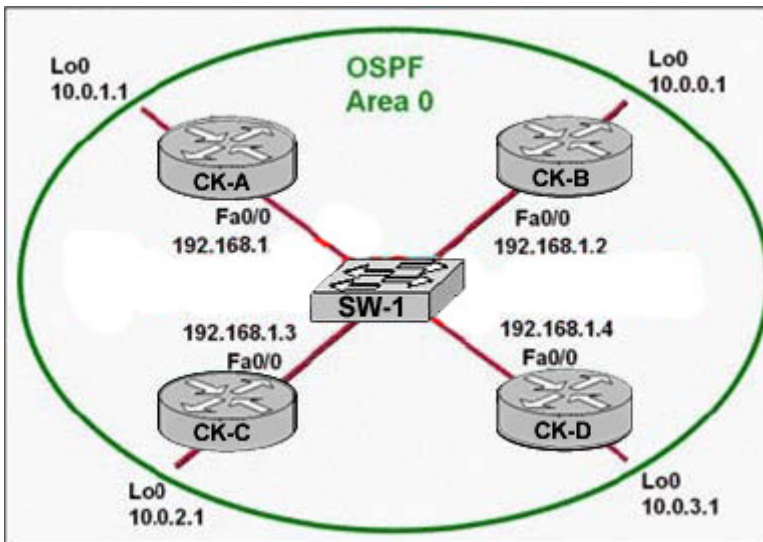 Lo0
10.0.1.1
OSPF
Area 0
Lo0
10.0.0.1
CK-A
CK-B
Fa0/0
192.168.1
Fa0/0
192.168.1.2
SW-1
192.168.1.3
Fa0/0
192.168.1.4
Fa0/0
CK-C
CK-D
Lo0
10.0.2.1
Lo0
10.0.3.1